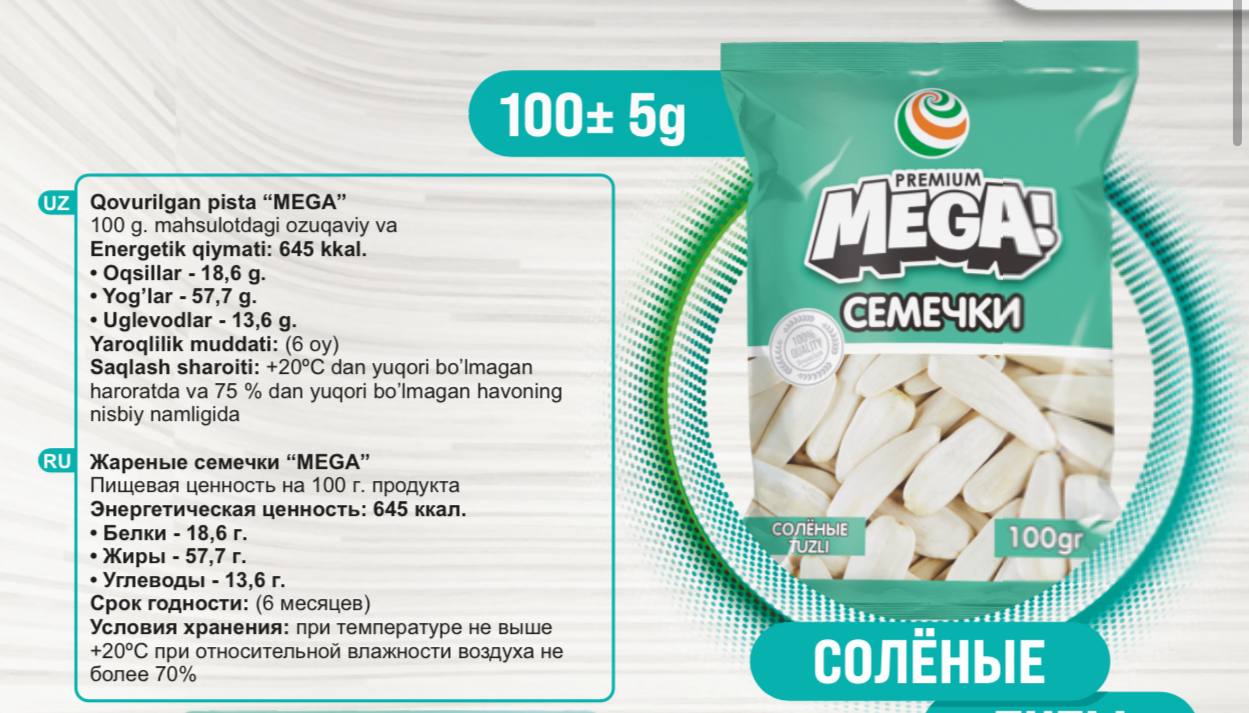 100± 5g
UZ
Qovurilgan pista “MEGA”
100 g. mahsulotdagi ozuqaviy va
Energetik qiymati: 645 kkal.
• Oqsillar - 18,6 g.
• Yog’lar - 57,7 g.
• Uglevodlar - 13,6 g.
Yaroqlilik muddati: (6 oy)
Saqlash sharoiti: +20ºC dan yuqori bo’lmagan
haroratda va 75 % dan yuqori bo’lmagan havoning
nisbiy namligida
RU
Жареные семечки “MEGA”
Пищевая ценность на 100 г. продукта
Энергетическая ценность: 645 ккал.
• Белки - 18,6 г.
• Жиры - 57,7 г.
• Углеводы - 13,6 г.
Срок годности: (6 месяцев)
Условия хранения: при температуре не выше
+20ºC при относительной влажности воздуха не
более 70%
PREMIUM
MEGA!
СЕМЕЧКИ
100%
QUALITY
СОЛЁНЫЕ
TUZLI
100gr
СОЛЁНЫЕ